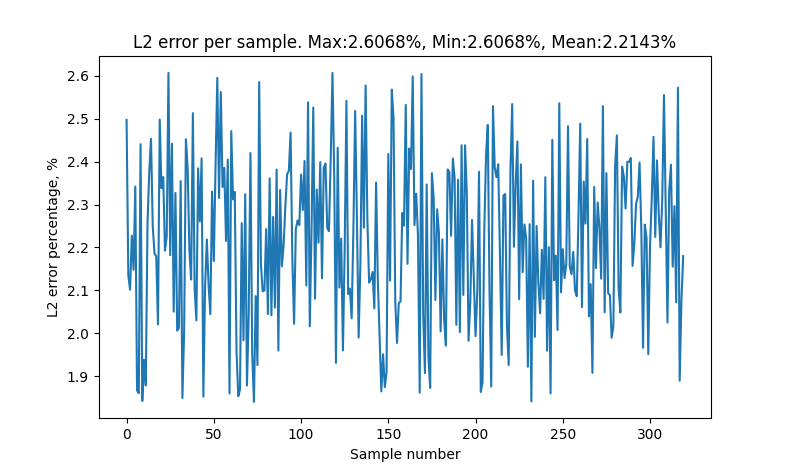 L2 error per sample. Max:2.6068%, Min:2.6068%, Mean:2.2143%
2.6
2.5
2.4
2.3
2.2
2.1
2.0
1.9
L2 error percentage, %
0 50 100 150 200 250 300
Sample number